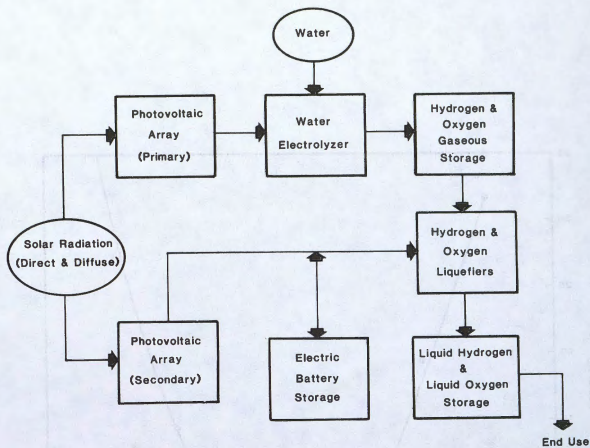 Water
Photovoltaic
Array
(Primary)
Water
Electrolyzer
Hydrogen &
Oxygen
Gaseous
Storage
Solar Radiation
(Direct & Diffuse)
Hydrogen &
Oxygen
Liquefiers
Photovoltaic
Array
(Secondary)
Electric
Battery
Storage
Liquid Hydrogen
&
Liquid Oxygen
Storage
End Use